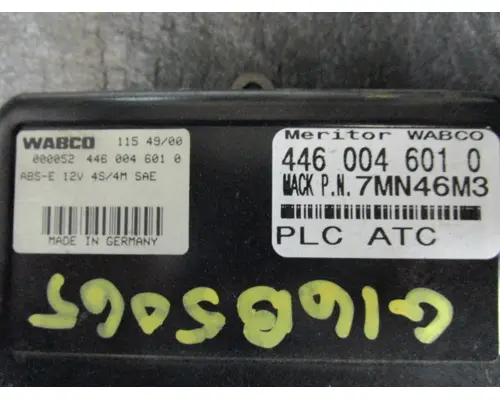 WABCO 115 49/00
000052 446 004 601 0
ABS-E 12V 4S/4M SAE
MADE IN GERMANY
Meritor WABCO
446 004 601 0
MACK P.N. 7MN46M3
PLC ATC
G16B5065